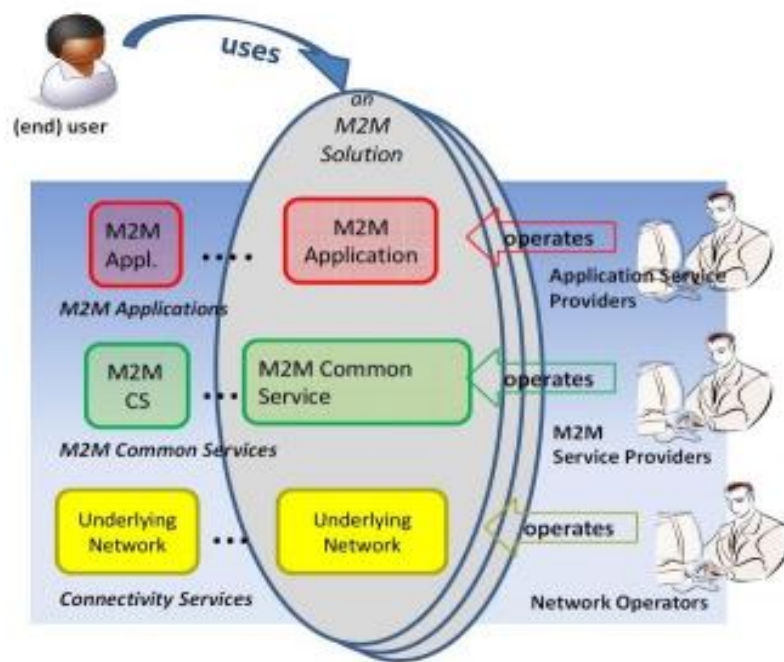 uses
(end) user
an
M2M
Solution
M2M
Appl.
....
M2M
Application
operates
Application Service
Providers
M2M Applications
M2M
CS
...
M2M Common
Service
operates
M2M Common Services
M2M
Service Providers
Underlying
Network
...
Underlying
Network
operates
Connectivity Services
Network Operators